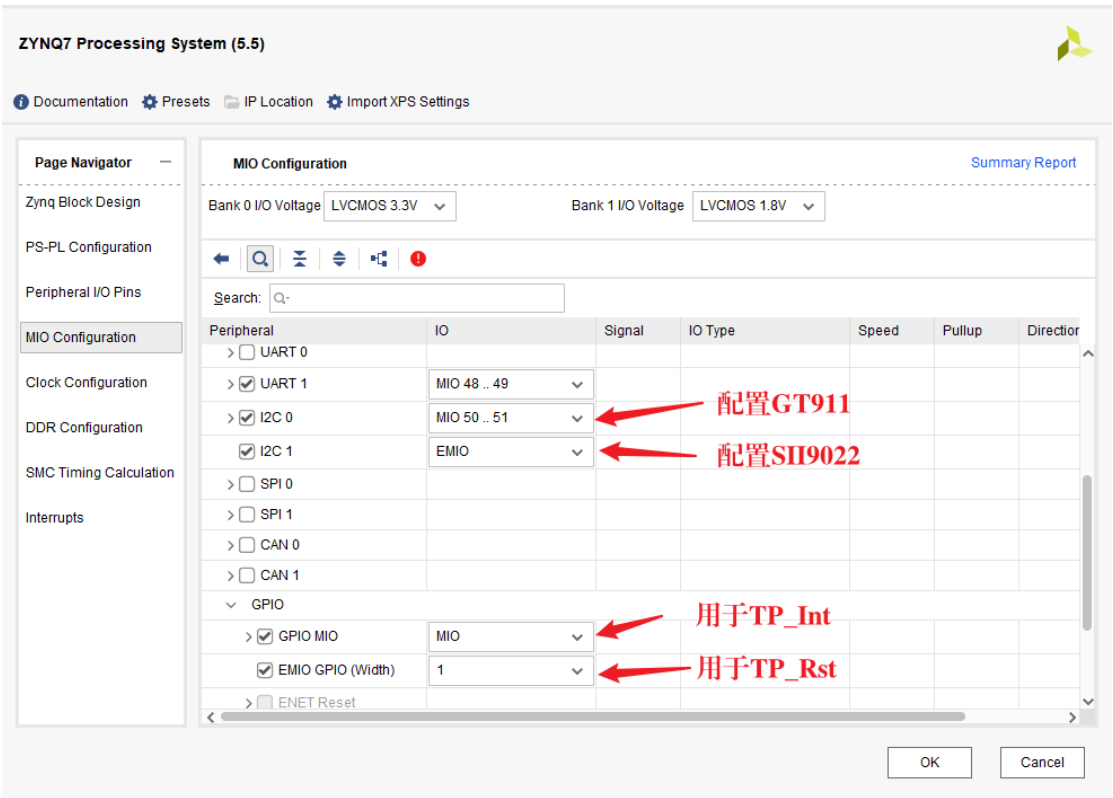 ZYNQ7 Processing System (5.5)
Documentation Presets IP Location Import XPS Settings
Page Navigator
Zynq Block Design
PS-PL Configuration
Peripheral I/O Pins
MIO Configuration
Clock Configuration
DDR Configuration
SMC Timing Calculation
Interrupts
MIO Configuration Summary Report
Bank 0 I/O Voltage LVCMOS 3.3V Bank 1 I/O Voltage LVCMOS 1.8V
Search:
Peripheral IO Signal IO Type Speed Pullup Direction
UART 0
UART 1 MIO 48 .. 49
I2C 0 MIO 50 .. 51 配置GT911
I2C 1 EMIO 配置SII9022
SPI 0
SPI 1
CAN 0
CAN 1
GPIO
GPIO MIO MIO 用于TP_Int
EMIO GPIO (Width) 1 用于TP_Rst
ENET Reset
OK Cancel